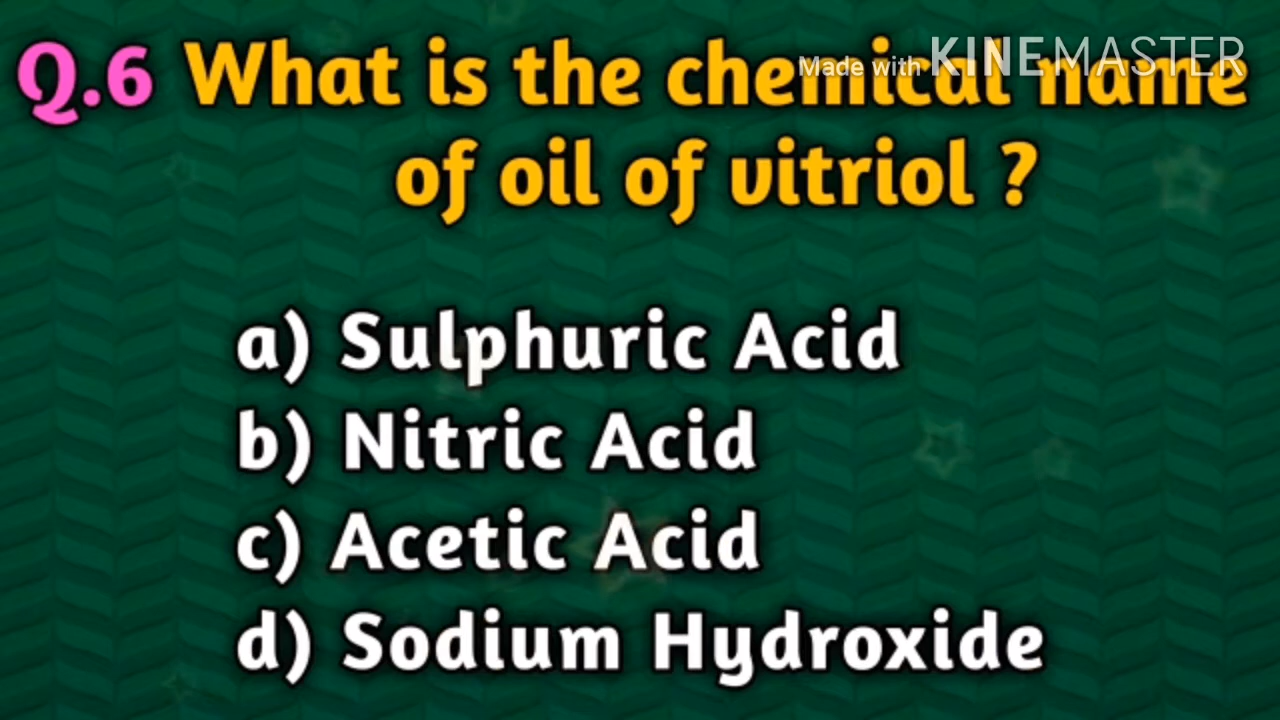 Q.6 What is the chemical name
Made with KINEMASTER
of oil of vitriol ?
a) Sulphuric Acid
b) Nitric Acid
c) Acetic Acid
d) Sodium Hydroxide